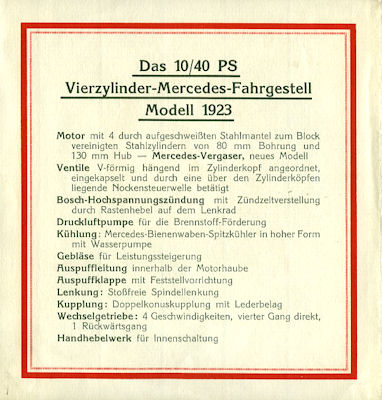 Das 10/40 PS
Vierzylinder-Mercedes-Fahrgestell
Modell 1923
Motor mit 4 durch aufgeschweißten Stahlmantel zum Block
vereinigten Stahlzylindern von 80 mm Bohrung und
130 mm Hub — Mercedes-Vergaser, neues Modell
Ventile V-förmig hängend im Zylinderkopf angeordnet,
eingekapselt und durch eine über den Zylinderköpfen
liegende Nockensteuerwelle betätigt
Bosch-Hochspannungszündung mit Zündzeitverstellung
durch Rastenhebel auf dem Lenkrad
Druckluftpumpe für die Brennstoff-Förderung
Kühlung: Mercedes-Bienenwaben-Spitzkühler in hoher Form
mit Wasserpumpe
Gebläse für Leistungssteigerung
Auspuffleitung innerhalb der Motorhaube
Auspuffklappe mit Feststellvorrichtung
Lenkung: Stoßfreie Spindellenkung
Kupplung: Doppelkonuskupplung mit Lederbelag
Wechselgetriebe: 4 Geschwindigkeiten, vierter Gang direkt,
1 Rückwärtsgang
Handhebelwerk für Innenschaltung